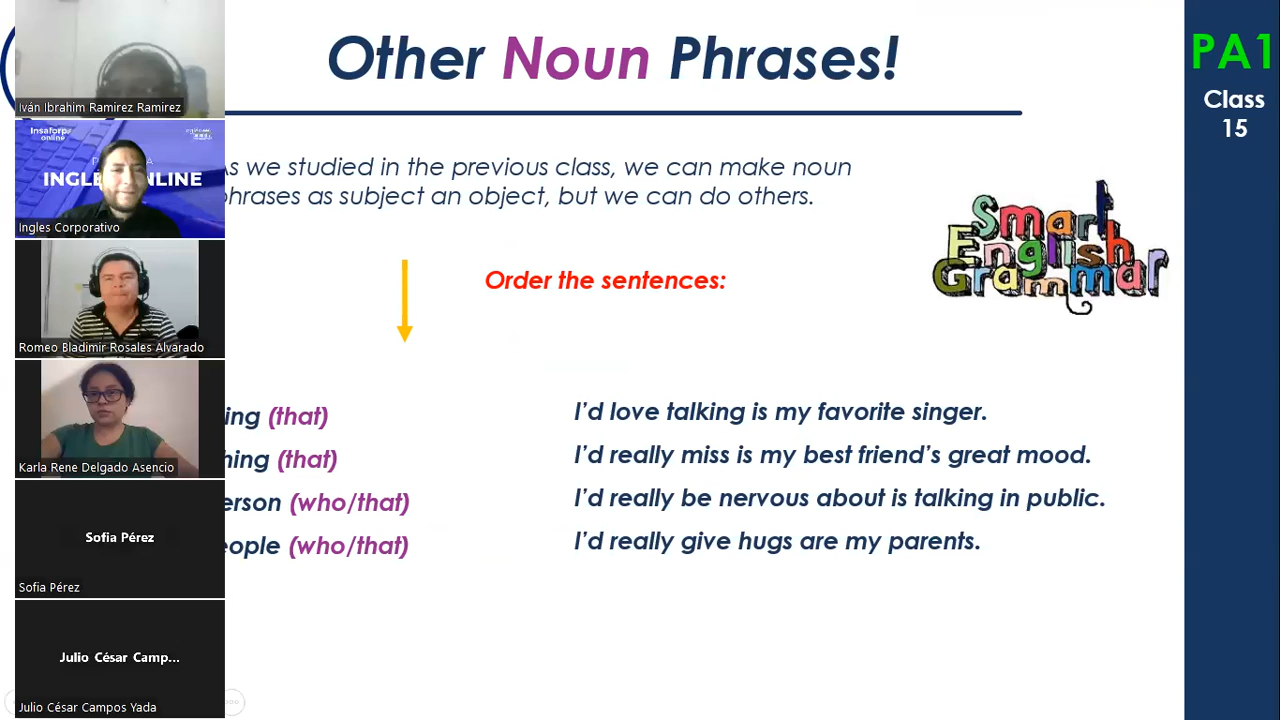 Other Noun Phrases!
PA1
Class
15
Iván Ibrahim Ramirez Ramirez
Insaforp
online
INGLE ONLINE
Ingles Corporativo
As we studied in the previous class, we can make noun
phrases as subject an object, but we can do others.
Smart
English
Grammar
Order the sentences:
Romeo Bladimir Rosales Alvarado
ing (that)
hing (that)
erson (who/that)
eople (who/that)
I'd love talking is my favorite singer.
I'd really miss is my best friend's great mood.
I'd really be nervous about is talking in public.
I'd really give hugs are my parents.
Karla Rene Delgado Asencio
Sofia Pérez
Sofia Pérez
Julio César Camp...
Julio César Campos Yada